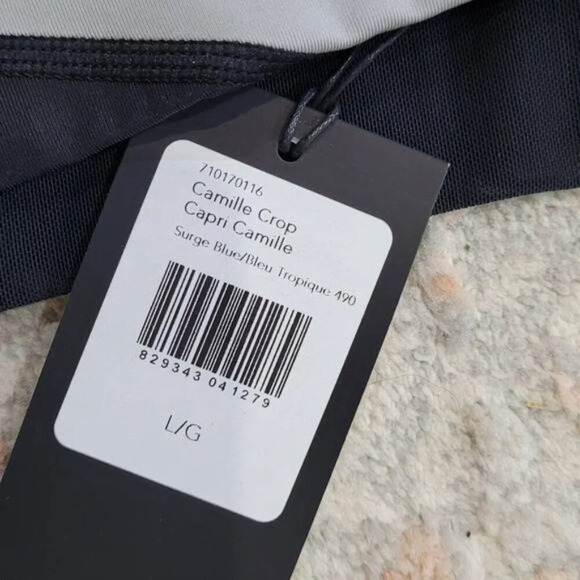 710170116
Camille Crop
Capri Camille
Surge Blue/Bleu Tropique 490
829343 041279
L/G